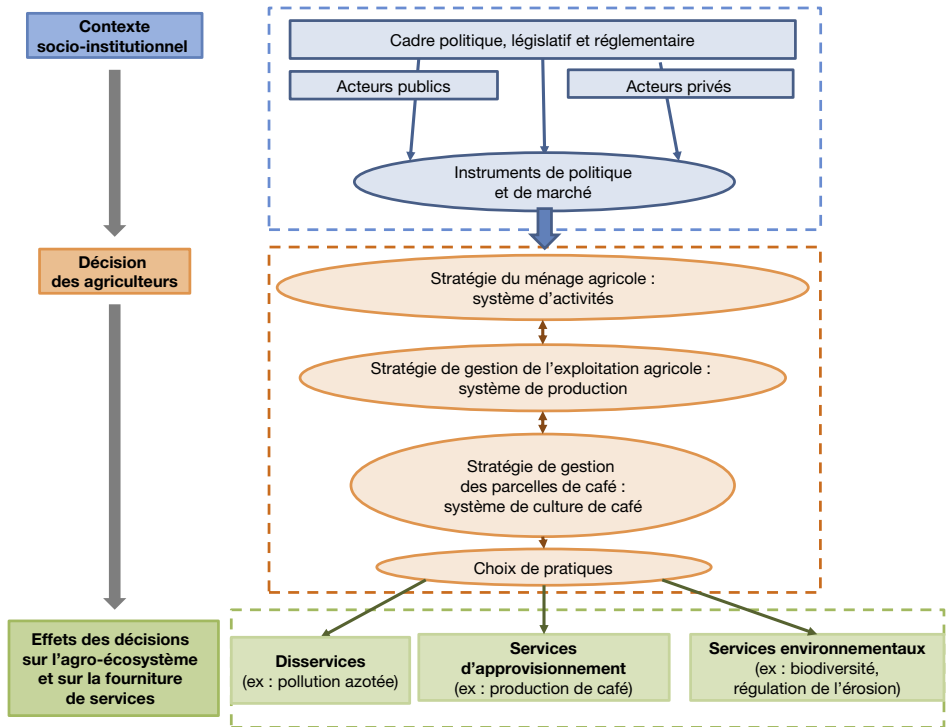 Contexte
socio-institutionnel
Cadre politique, législatif et réglementaire
Acteurs publics
Acteurs privés
Instruments de politique
et de marché
Décision
des agriculteurs
Stratégie du ménage agricole :
système d'activités
Stratégie de gestion de l'exploitation agricole :
système de production
Stratégie de gestion
des parcelles de café :
système de culture de café
Choix de pratiques
Effets des décisions
sur l'agro-écosystème
et sur la fourniture
de services
Disservices
(ex : pollution azotée)
Services
d'approvisionnement
(ex : production de café)
Services environnementaux
(ex : biodiversité,
régulation de l'érosion)